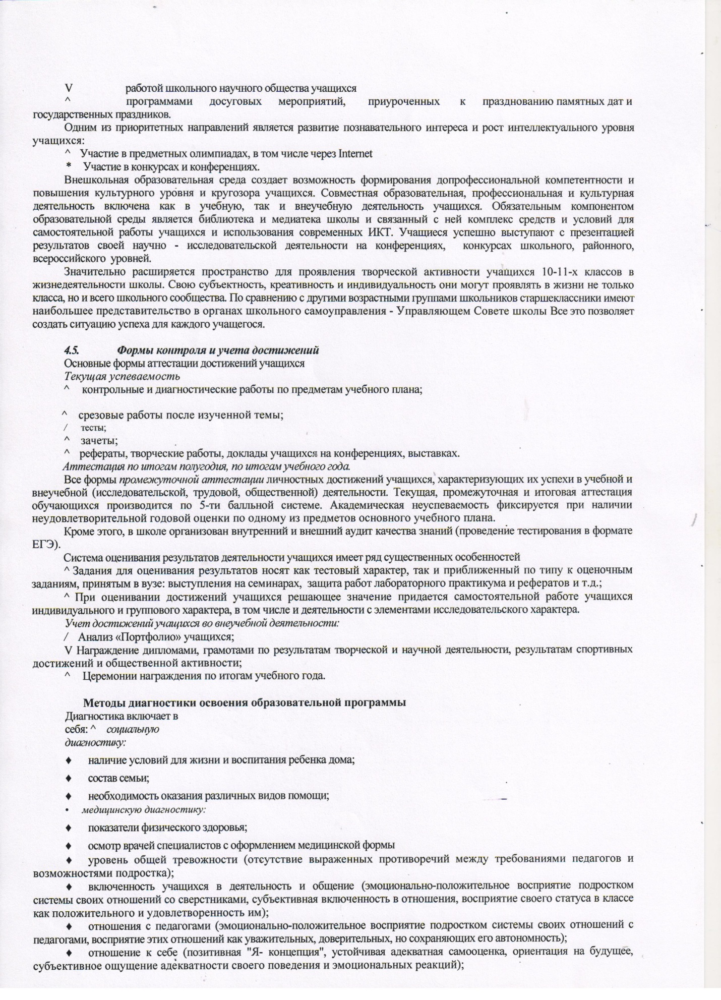 V работой школьного научного общества учащихся
^ программами досуговых мероприятий, приуроченных к празднованию памятных дат и
государственных праздников.
Одним из приоритетных направлений является развитие познавательного интереса и рост интеллектуального уровня
учащихся:
^ Участие в предметных олимпиадах, в том числе через Internet
* Участие в конкурсах и конференциях.
Внешкольная образовательная среда создает возможность формирования допрофессиональной компетентности и
повышения культурного уровня и кругозора учащихся. Совместная образовательная, профессиональная и культурная
деятельность включена как в учебную, так и внеучебную деятельность учащихся. Обязательным компонентом
образовательной среды является библиотека и медиатека школы и связанный с ней комплекс средств и условий для
самостоятельной работы учащихся и использования современных ИКТ. Учащиеся успешно выступают с презентацией
результатов своей научно - исследовательской деятельности на конференциях, конкурсах школьного, районного,
всероссийского уровней.
Значительно расширяется пространство для проявления творческой активности учащихся 10-11-х классов в
жизнедеятельности школы. Свою субъектность, креативность и индивидуальность они могут проявлять в жизни не только
класса, но и всего школьного сообщества. По сравнению с другими возрастными группами школьников старшеклассники имеют
наибольшее представительство в органах школьного самоуправления - Управляющем Совете школы Все это позволяет
создать ситуацию успеха для каждого учащегося.
4.5. Формы контроля и учета достижений
Основные формы аттестации достижений учащихся
Текущая успеваемость
^ контрольные и диагностические работы по предметам учебного плана;
^ срезовые работы после изученной темы;
/ тесты;
^ зачеты;
^ рефераты, творческие работы, доклады учащихся на конференциях, выставках.
Аттестация по итогам полугодия, по итогам учебного года.
Все формы промежуточной аттестации личностных достижений учащихся, характеризующих их успехи в учебной и
внеучебной (исследовательской, трудовой, общественной) деятельности. Текущая, промежуточная и итоговая аттестация
обучающихся производится по 5-ти балльной системе. Академическая неуспеваемость фиксируется при наличии
неудовлетворительной годовой оценки по одному из предметов основного учебного плана.
Кроме этого, в школе организован внутренний и внешний аудит качества знаний (проведение тестирования в формате
ЕГЭ).
Система оценивания результатов деятельности учащихся имеет ряд существенных особенностей
^ Задания для оценивания результатов носят как тестовый характер, так и приближенный по типу к оценочным
заданиям, принятым в вузе: выступления на семинарах, защита работ лабораторного практикума и рефератов и т.д.;
^ При оценивании достижений учащихся решающее значение придается самостоятельной работе учащихся
индивидуального и группового характера, в том числе и деятельности с элементами исследовательского характера.
Учет достижений учащихся во внеучебной деятельности:
/ Анализ «Портфолио» учащихся;
V Награждение дипломами, грамотами по результатам творческой и научной деятельности, результатам спортивных
достижений и общественной активности;
^ Церемонии награждения по итогам учебного года.
Методы диагностики освоения образовательной программы
Диагностика включает в
себя: ^ социальную
диагностику:
♦ наличие условий для жизни и воспитания ребенка дома;
♦ состав семьи;
♦ необходимость оказания различных видов помощи;
• медицинскую диагностику:
♦ показатели физического здоровья;
♦ осмотр врачей специалистов с оформлением медицинской формы
♦ уровень общей тревожности (отсутствие выраженных противоречий между требованиями педагогов и
возможностями подростка);
♦ включенность учащихся в деятельность и общение (эмоционально-положительное восприятие подростком
системы своих отношений со сверстниками, субъективная включенность в отношения, восприятие своего статуса в классе
как положительного и удовлетворенность им);
♦ отношения с педагогами (эмоционально-положительное восприятие подростком системы своих отношений с
педагогами, восприятие этих отношений как уважительных, доверительных, но сохраняющих его автономность);
♦ отношение к себе (позитивная "Я- концепция", устойчивая адекватная самооценка, ориентация на будущее,
субъективное ощущение адекватности своего поведения и эмоциональных реакций);